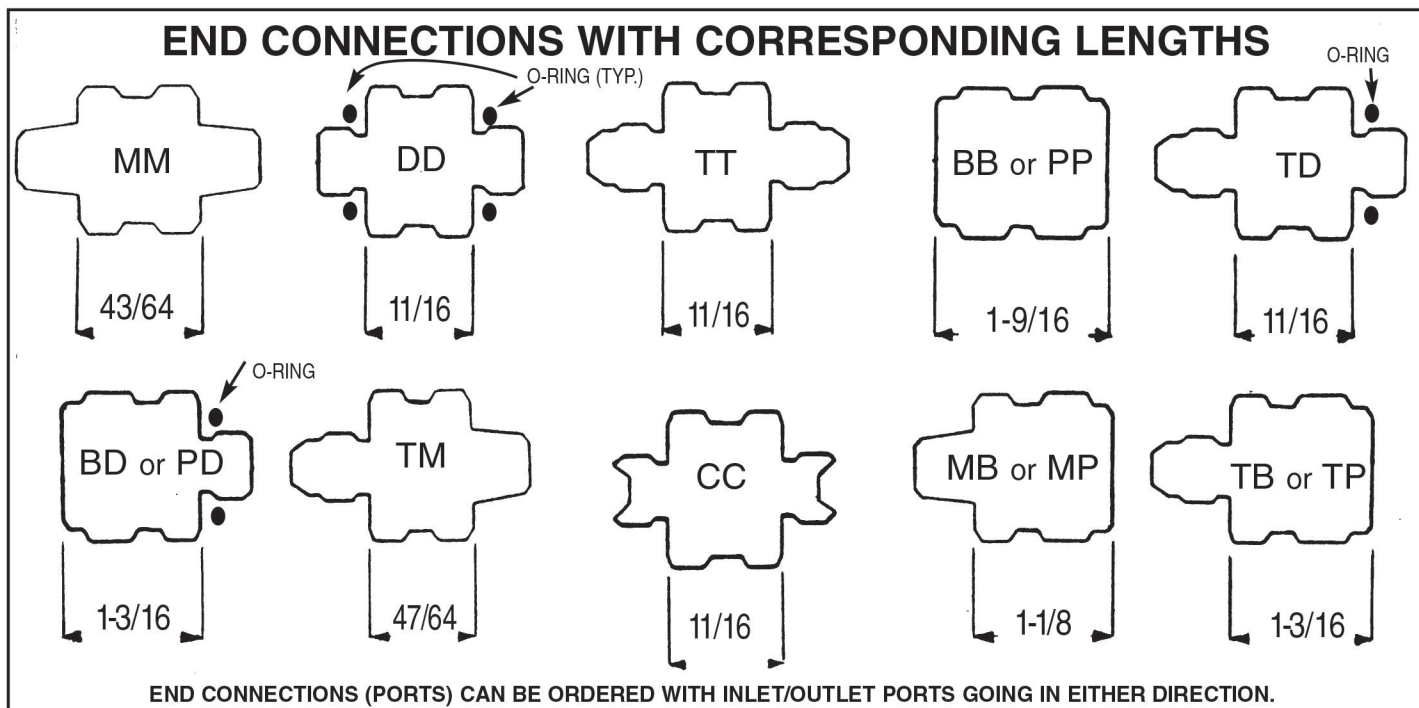 END CONNECTIONS WITH CORRESPONDING LENGTHS
O-RING (TYP.)
O-RING
MM
DD
TT
BB or PP
TD
43/64
11/16
11/16
1-9/16
11/16
O-RING
BD or PD
TM
CC
MB or MP
TB or TP
1-3/16
47/64
11/16
1-1/8
1-3/16
END CONNECTIONS (PORTS) CAN BE ORDERED WITH INLET/OUTLET PORTS GOING IN EITHER DIRECTION.